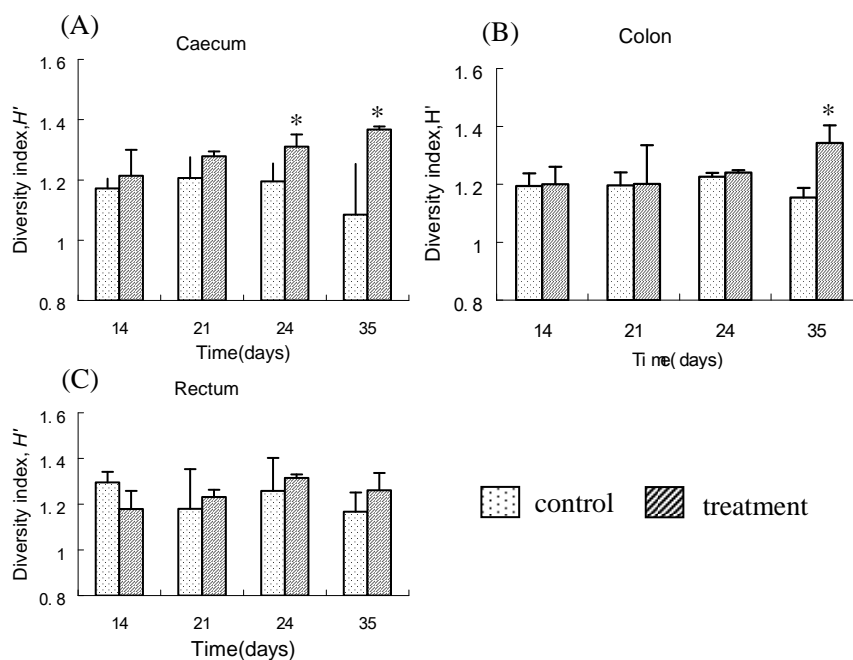 (A)
Caecum
Diversity index,H'
1.6
1.4
1.2
1
0.8
*
*
14 21 24 35
Time(days)
(B)
Colon
Diversity index,H'
1.6
1.4
1.2
1
0.8
*
14 21 24 35
Time(days)
(C)
Rectum
Diversity index, H'
1.6
1.4
1.2
1
0.8
14 21 24 35
Time(days)
control
treatment